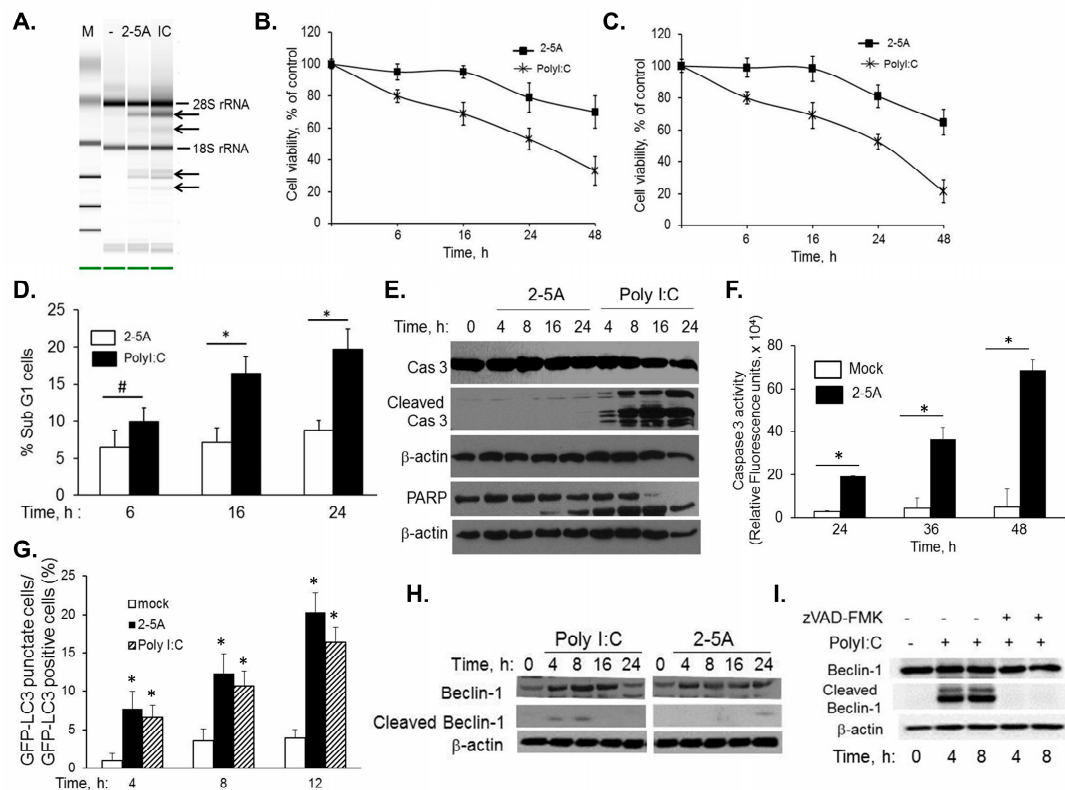 A.
M - 2-5A IC
28S rRNA
18S rRNA
B.
120
100
80
60
40
20
0
Cell viability, % of control
2-5A
PolyI:C
6 16 24 48
Time, h
C.
120
100
80
60
40
20
0
Cell viability, % of control
2-5A
PolyI:C
6 16 24 48
Time, h
D.
25
20
15
10
5
0
% Sub G1 cells
2-5A
PolyI:C
# * *
Time, h : 6 16 24
E.
2-5A Poly I:C
Time, h: 0 4 8 16 24 4 8 16 24
Cas 3
Cleaved
Cas 3
β-actin
PARP
β-actin
F.
Caspase 3 activity
(Relative Fluorescence units, x 10⁴)
100
80
60
40
20
0
Mock
2-5A
* * *
24 36 48
Time, h
G.
GFP-LC3 punctate cells/
GFP-LC3 positive cells (%)
25
20
15
10
5
0
mock
2-5A
Poly I:C
* * * * * *
Time, h: 4 8 12
H.
Poly I:C 2-5A
Time, h: 0 4 8 16 24 0 4 8 16 24
Beclin-1
Cleaved Beclin-1
β-actin
I.
zVAD-FMK - - - + +
PolyI:C - + + + +
Beclin-1
Cleaved
Beclin-1
β-actin
Time, h: 0 4 8 4 8